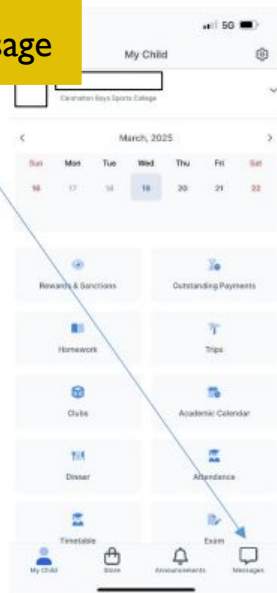 sage
5G
My Child
Carshalton Boys Sports College
March, 2025
Sun Mon Tue Wed Thu Fri Sat
16 17 18 19 20 21 22
Rewards & Sanctions Outstanding Payments
Homework Trips
Clubs Academic Calendar
Dinner Attendance
Timetable Exam
My Child Store Announcements Messages